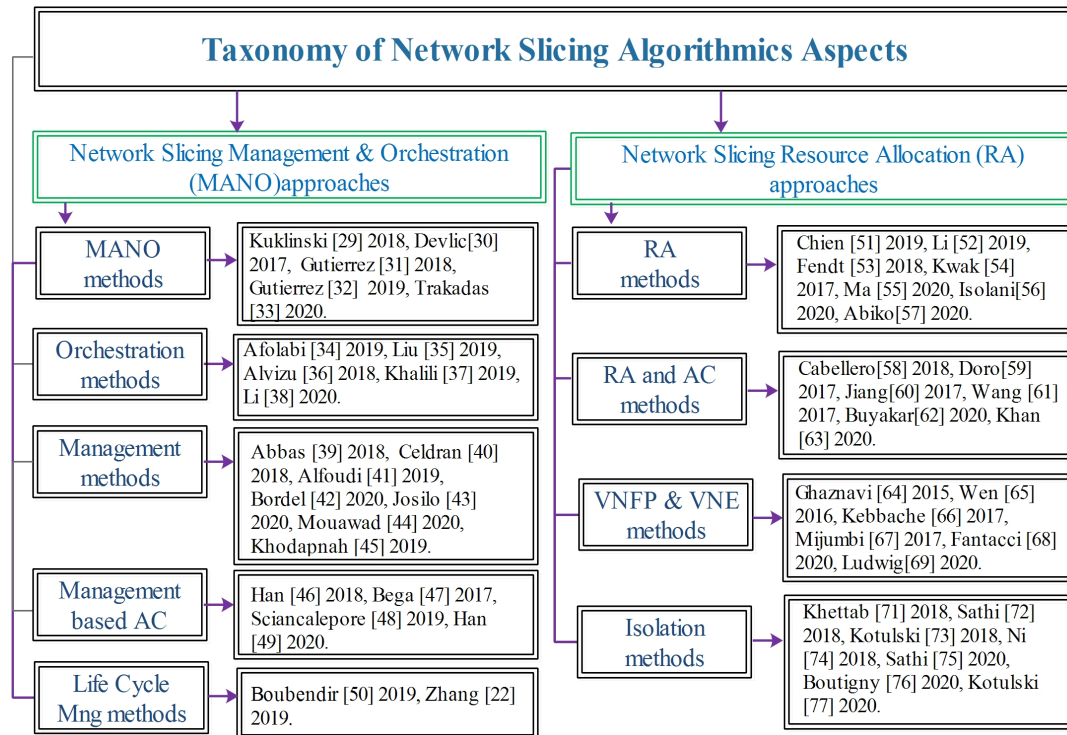 Taxonomy of Network Slicing Algorithmics Aspects
Network Slicing Management & Orchestration
(MANO)approaches
MANO
methods
Kuklinski [29] 2018, Devlic[30]
2017, Gutierrez [31] 2018,
Gutierrez [32] 2019, Trakadas
[33] 2020.
Orchestration
methods
Afolabi [34] 2019, Liu [35] 2019,
Alvizu [36] 2018, Khalili [37] 2019,
Li [38] 2020.
Management
methods
Abbas [39] 2018, Celdran [40]
2018, Alfoudi [41] 2019,
Bordel [42] 2020, Josilo [43]
2020, Mouawad [44] 2020,
Khodapnah [45] 2019.
Management
based AC
Han [46] 2018, Bega [47] 2017,
Sciancalepore [48] 2019, Han
[49] 2020.
Life Cycle
Mng methods
Boubendir [50] 2019, Zhang [22]
2019.
Network Slicing Resource Allocation (RA)
approaches
RA
methods
Chien [51] 2019, Li [52] 2019,
Fendt [53] 2018, Kwak [54]
2017, Ma [55] 2020, Isolani[56]
2020, Abiko[57] 2020.
RA and AC
methods
Cabellero[58] 2018, Doro[59]
2017, Jiang[60] 2017, Wang [61]
2017, Buyakar[62] 2020, Khan
[63] 2020.
VNFP & VNE
methods
Ghaznavi [64] 2015, Wen [65]
2016, Kebbache [66] 2017,
Mijumbi [67] 2017, Fantacci [68]
2020, Ludwig[69] 2020.
Isolation
methods
Khettab [71] 2018, Sathi [72]
2018, Kotulski [73] 2018, Ni
[74] 2018, Sathi [75] 2020,
Boutigny [76] 2020, Kotulski
[77] 2020.